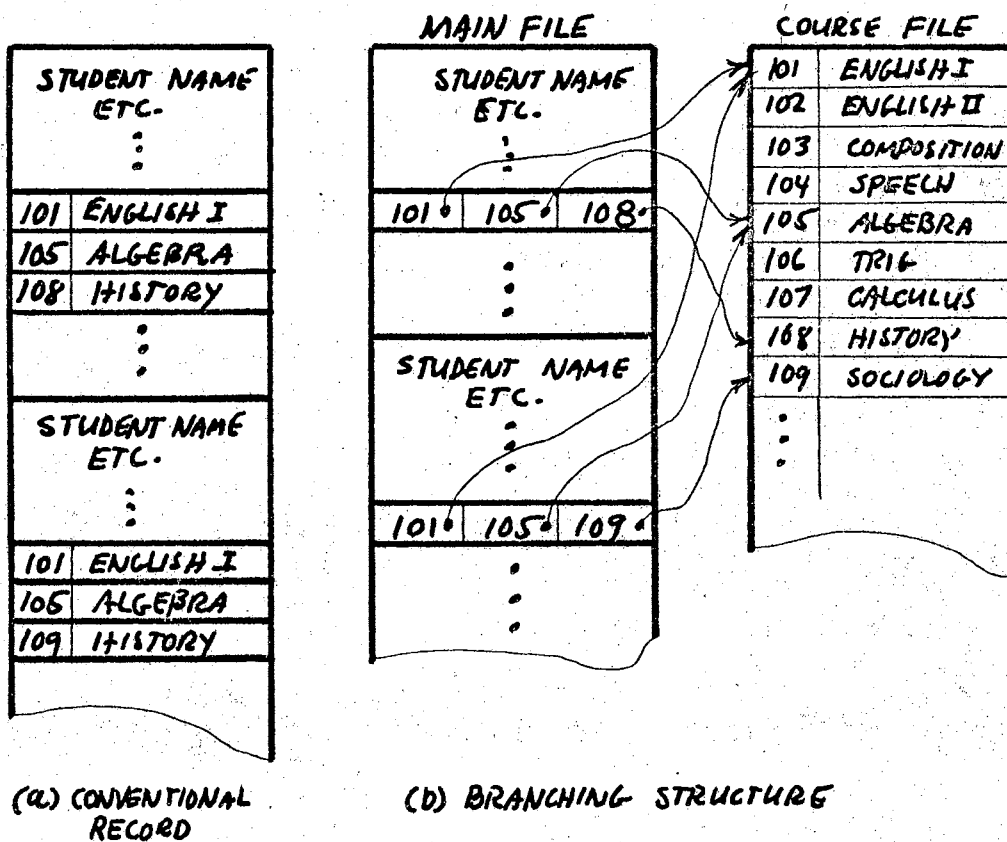 STUDENT NAME
ETC.
101 ENGLISH I
105 ALGEBRA
108 HISTORY
STUDENT NAME
ETC.
101 ENGLISH I
105 ALGEBRA
109 HISTORY
(a) CONVENTIONAL
RECORD
MAIN FILE
STUDENT NAME
ETC.
101 105 108
STUDENT NAME
ETC.
101 105 109
COURSE FILE
101 ENGLISH I
102 ENGLISH II
103 COMPOSITION
104 SPEECH
105 ALGEBRA
106 TRIG
107 CALCULUS
108 HISTORY
109 SOCIOLOGY
(b) BRANCHING STRUCTURE